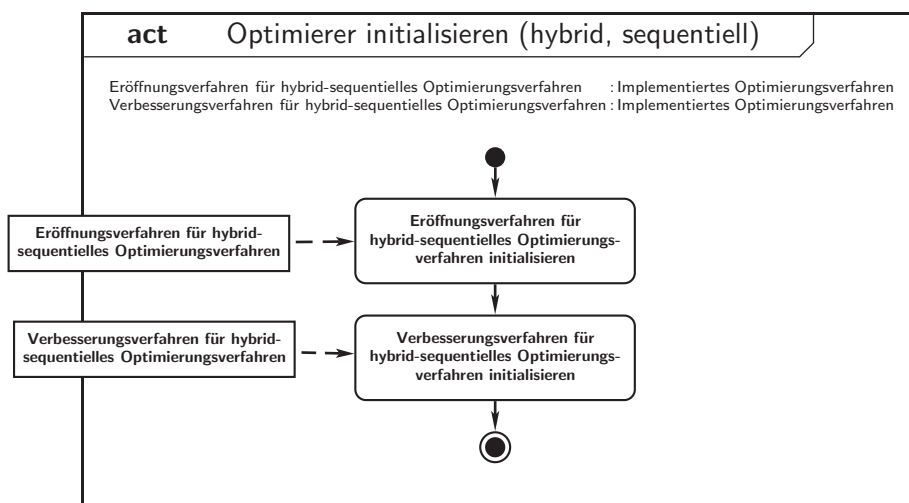 act Optimierer initialisieren (hybrid, sequentiell)
Eröffnungsverfahren für hybrid-sequentielles Optimierungsverfahren : Implementiertes Optimierungsverfahren
Verbesserungsverfahren für hybrid-sequentielles Optimierungsverfahren : Implementiertes Optimierungsverfahren
Eröffnungsverfahren für hybrid-
sequentielles Optimierungsverfahren
Eröffnungsverfahren für
hybrid-sequentielles Optimierungs-
verfahren initialisieren
Verbesserungsverfahren für hybrid-
sequentielles Optimierungsverfahren
Verbesserungsverfahren für
hybrid-sequentielles Optimierungs-
verfahren initialisieren